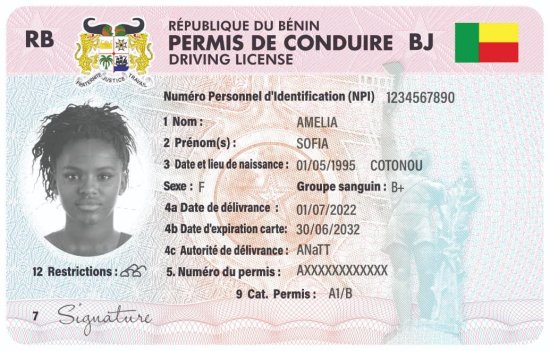 RB
RÉPUBLIQUE DU BÉNIN
PERMIS DE CONDUIRE BJ
DRIVING LICENSE
FRATERNITÉ JUSTICE TRAVAIL
Numéro Personnel d'Identification (NPI) 1234567890
1 Nom : AMELIA
2 Prénom(s) : SOFIA
3 Date et lieu de naissance : 01/05/1995 COTONOU
Sexe : F Groupe sanguin : B+
4a Date de délivrance : 01/07/2022
4b Date d'expiration carte: 30/06/2032
4c Autorité de délivrance : ANaTT
12 Restrictions : 5. Numéro du permis : AXXXXXXXXXXXX
9 Cat. Permis : A1/B
7 Signature